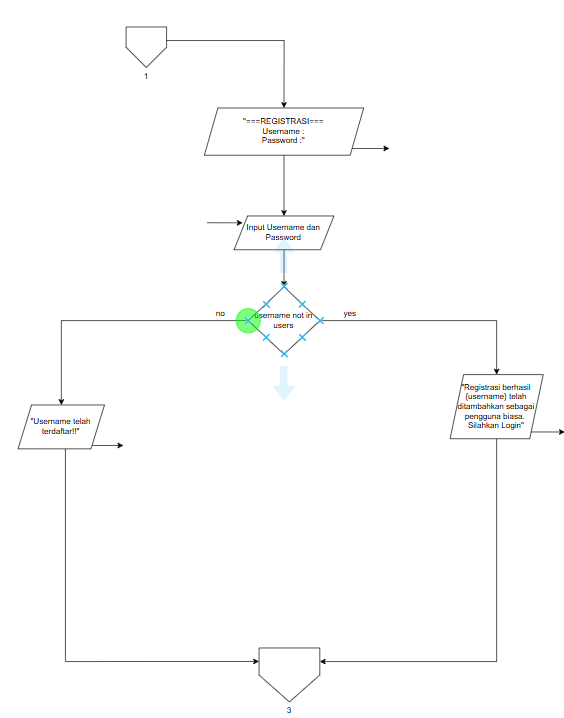 1
"===REGISTRASI===
Username :
Password :"
Input Username dan
Password
username not in
users
no
yes
"Username telah
terdaftar!!"
"Registrasi berhasil
{username} telah
ditambahkan sebagai
pengguna biasa.
Silahkan Login"
3